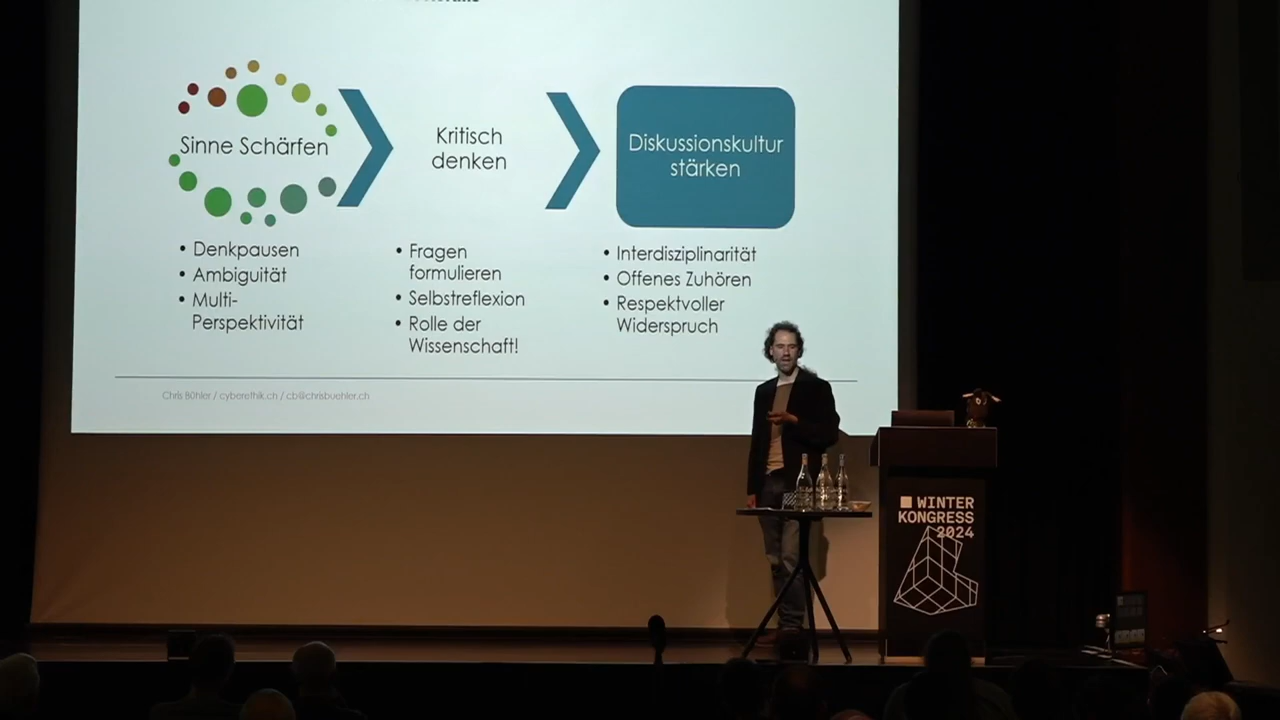 Sinne Schärfen
Kritisch
denken
Diskussionskultur
stärken
• Denkpausen
• Ambiguität
• Multi-
Perspektivität
• Fragen
formulieren
• Selbstreflexion
• Rolle der
Wissenschaft!
• Interdisziplinarität
• Offenes Zuhören
• Respektvoller
Widerspruch
Chris Bühler / cyberethik.ch / cb@chrisbuehler.ch
WINTER
KONGRESS
2024